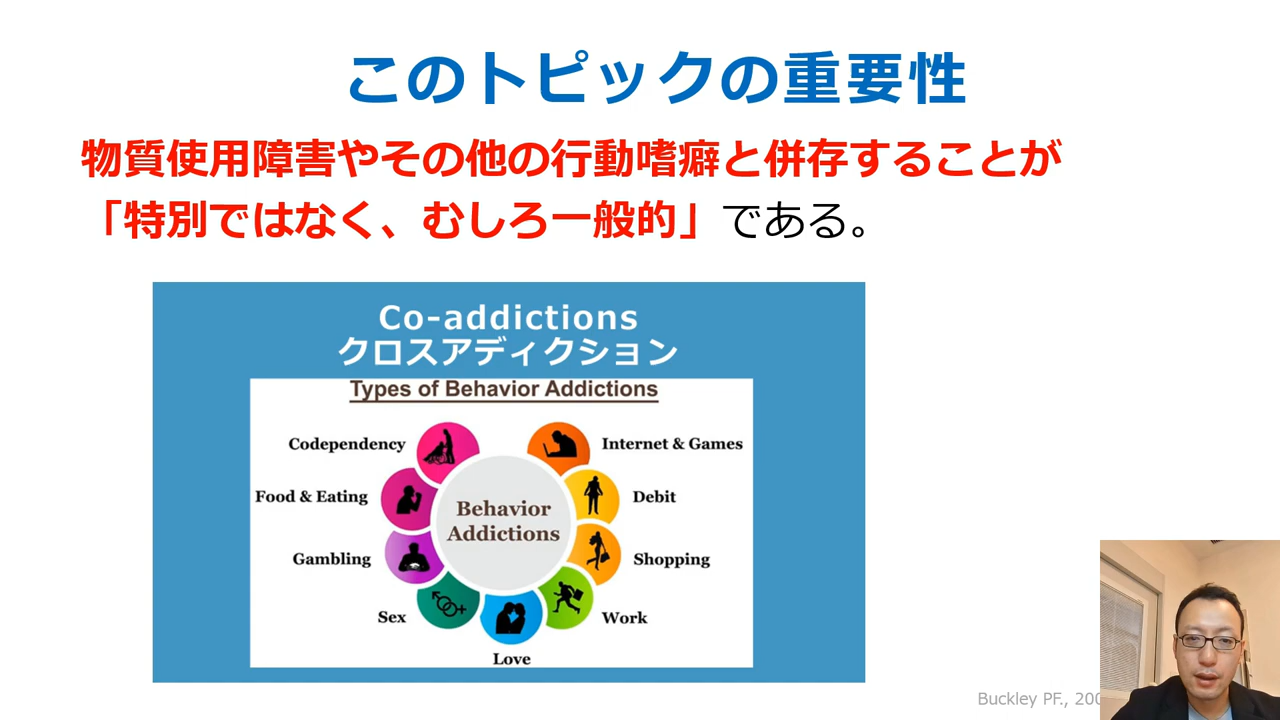 このトピックの重要性
物質使用障害やその他の行動嗜癖と併存することが
「特別ではなく、むしろ一般的」である。
Co-addictions
クロスアディクション
Types of Behavior Addictions
Codependency
Internet & Games
Food & Eating
Debit
Behavior
Addictions
Gambling
Shopping
Sex
Work
Love
Buckley PF.,